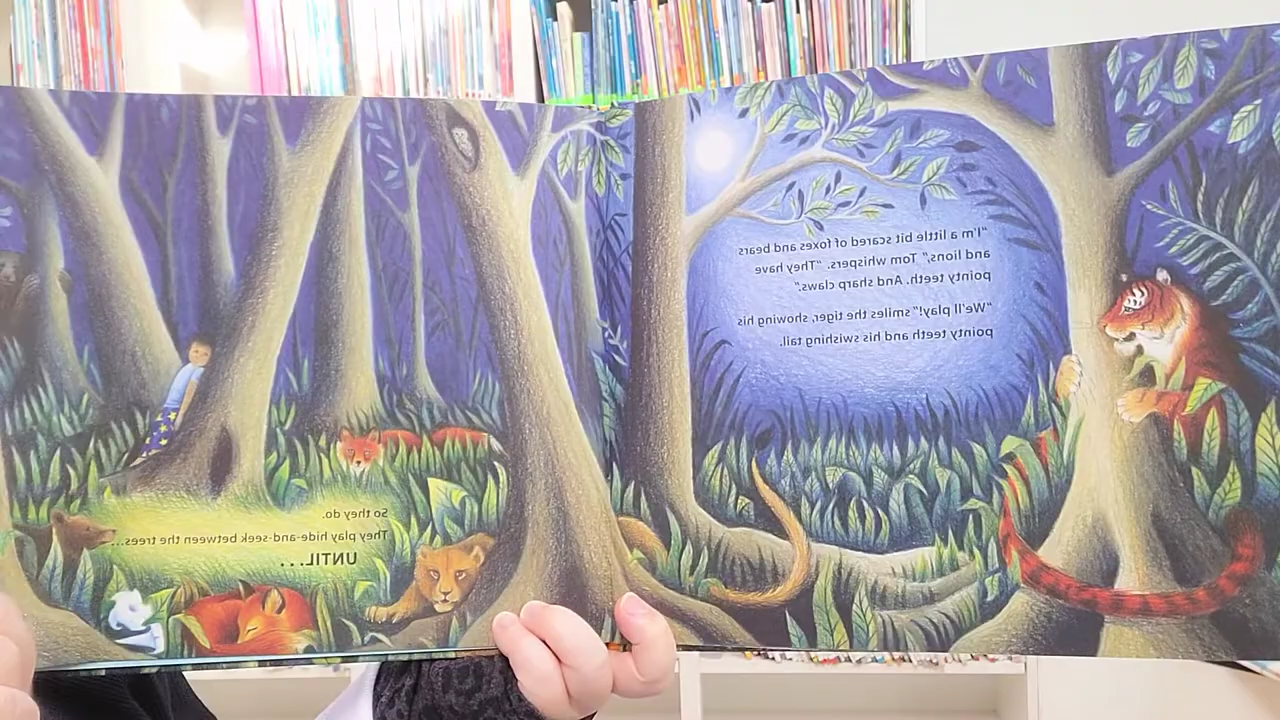 "I'm a little bit scared of foxes and bears
and lions," Tom whispers. "They have
pointy teeth. And sharp claws."
"We'll play!" smiles the tiger, showing his
pointy teeth and his swishing tail.
So they do.
They play hide-and-seek between the trees...
UNTIL...